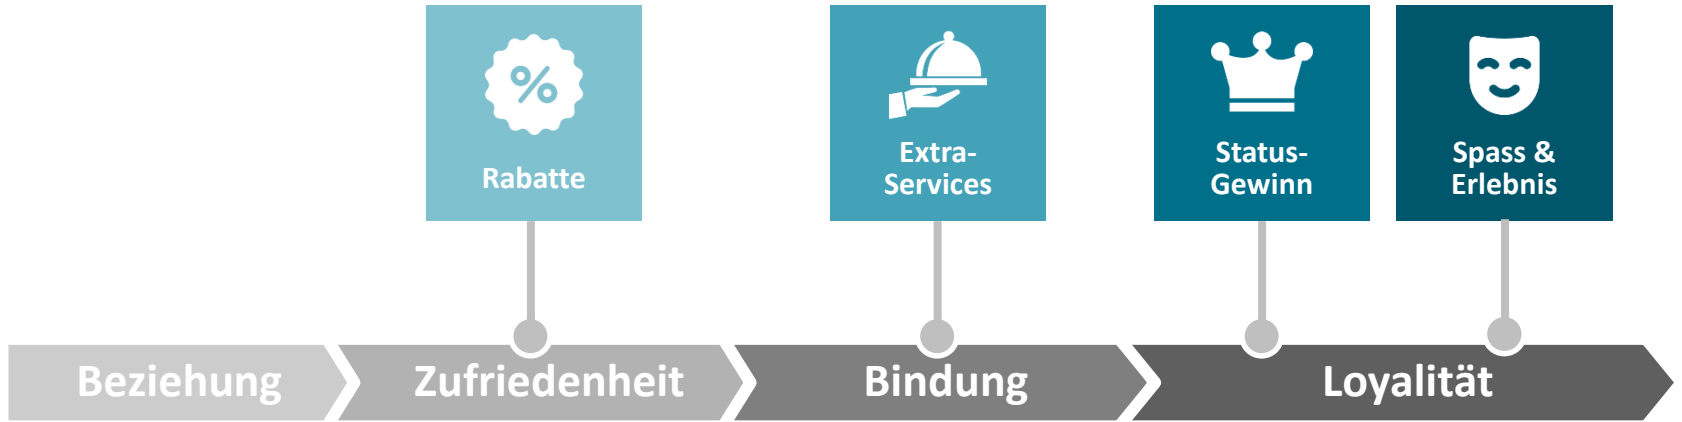 %
Rabatte
Extra-
Services
Status-
Gewinn
Spass &
Erlebnis
Beziehung
Zufriedenheit
Bindung
Loyalität